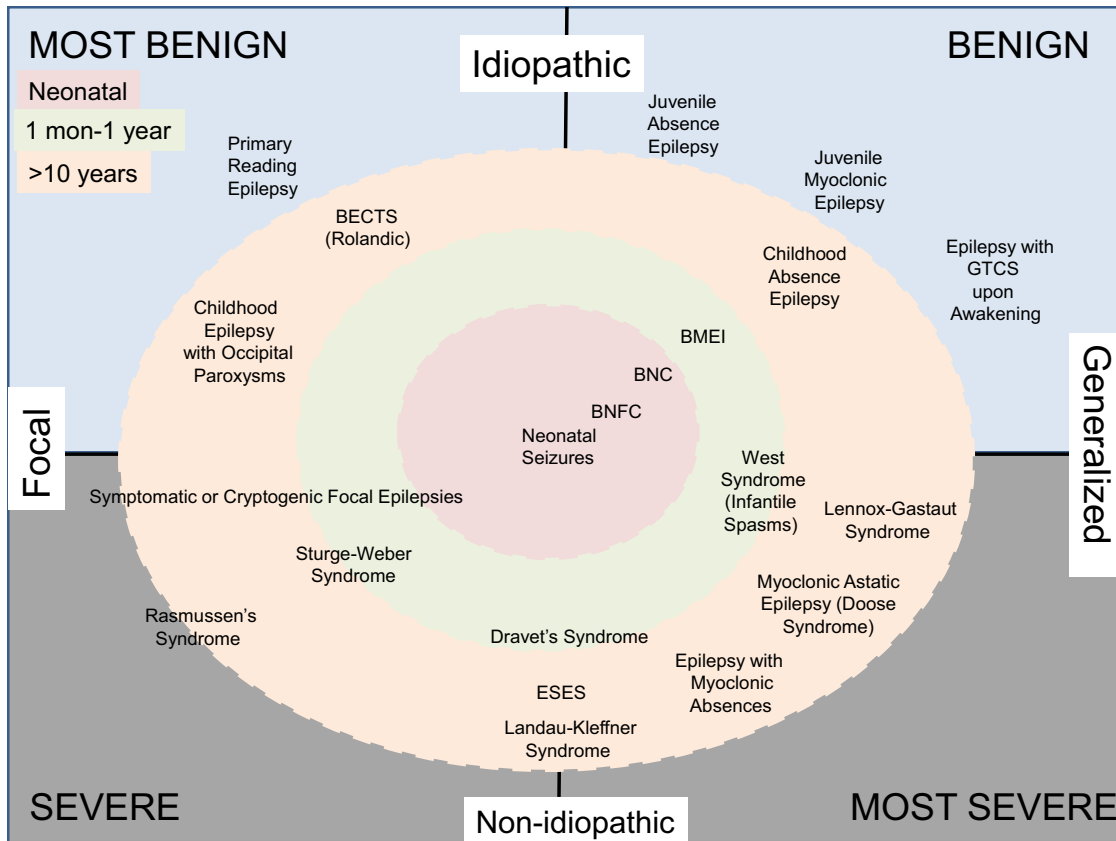 MOST BENIGN
BENIGN
Idiopathic
Neonatal
1 mon-1 year
>10 years
Primary
Reading
Epilepsy
Juvenile
Absence
Epilepsy
Juvenile
Myoclonic
Epilepsy
BECTS
(Rolandic)
Childhood
Absence
Epilepsy
Epilepsy with
GTCS
upon
Awakening
Childhood
Epilepsy
with Occipital
Paroxysms
BMEI
BNC
BNFC
Neonatal
Seizures
Focal
Generalized
West
Syndrome
(Infantile
Spasms)
Symptomatic or Cryptogenic Focal Epilepsies
Lennox-Gastaut
Syndrome
Sturge-Weber
Syndrome
Myoclonic Astatic
Epilepsy (Doose
Syndrome)
Rasmussen’s
Syndrome
Dravet’s Syndrome
Epilepsy with
Myoclonic
Absences
ESES
Landau-Kleffner
Syndrome
SEVERE
MOST SEVERE
Non-idiopathic